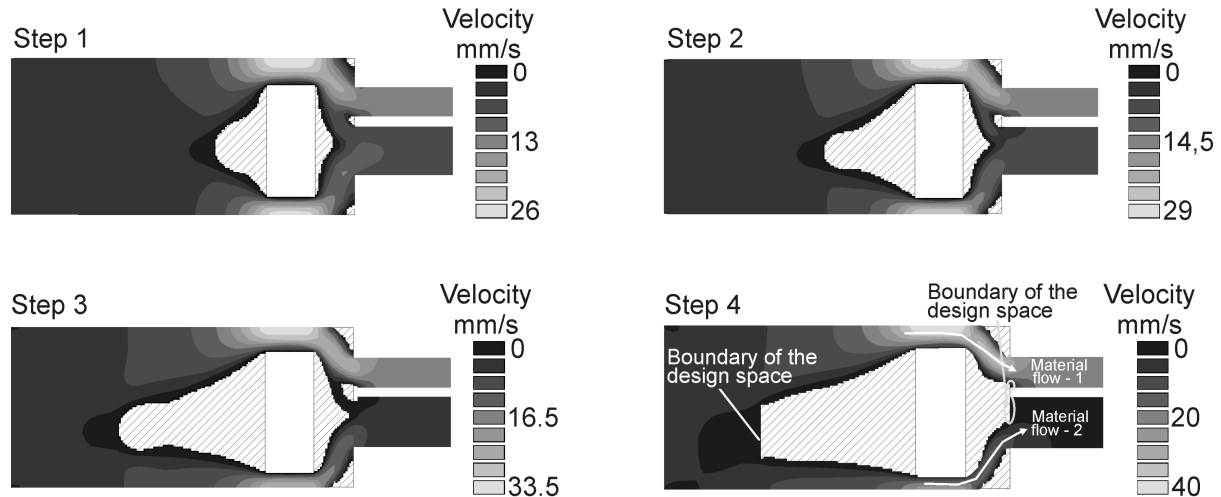 Step 1
Velocity
mm/s
0
13
26
Step 2
Velocity
mm/s
0
14,5
29
Step 3
Velocity
mm/s
0
16.5
33.5
Step 4
Boundary of the
design space
Boundary of the
design space
Material
flow - 1
Material
flow - 2
Velocity
mm/s
0
20
40